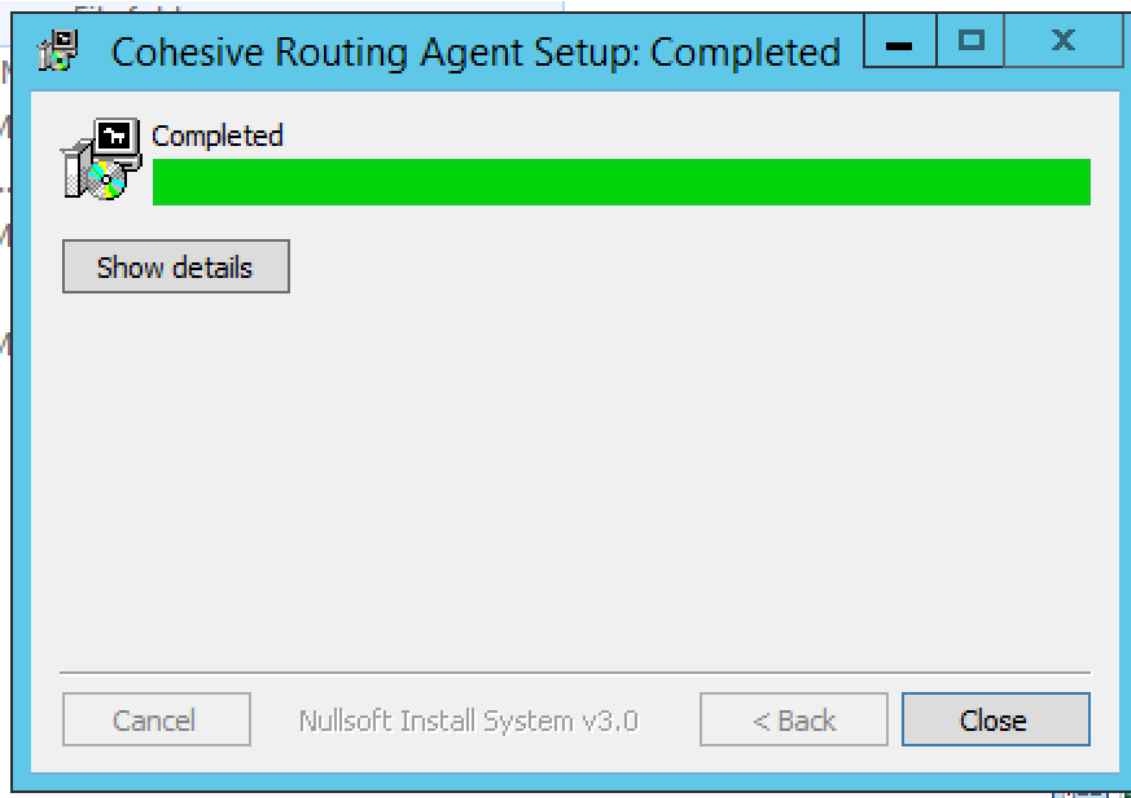 Cohesive Routing Agent Setup: Completed
Completed
Show details
Cancel
Nullsoft Install System v3.0
< Back
Close